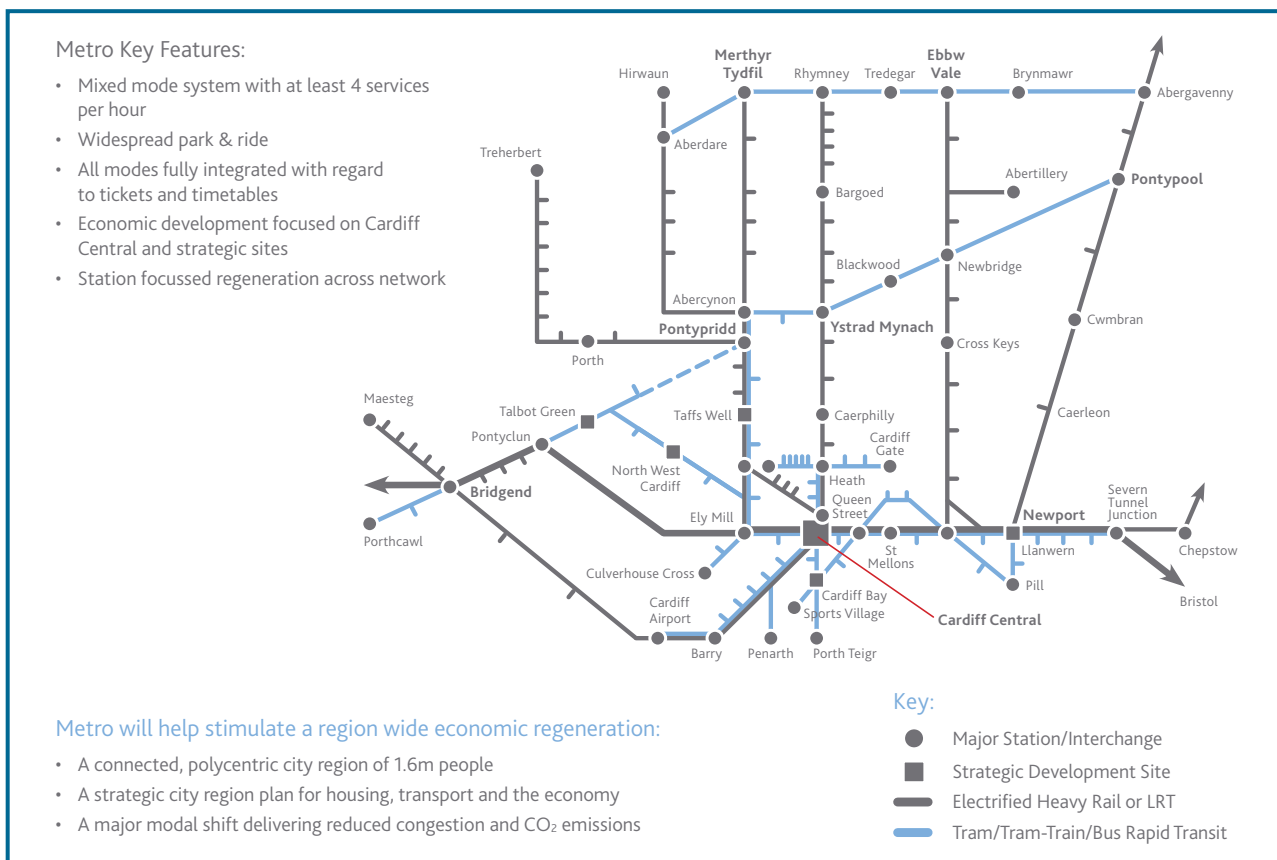 Metro Key Features:
• Mixed mode system with at least 4 services
per hour
• Widespread park & ride
• All modes fully integrated with regard
to tickets and timetables
• Economic development focused on Cardiff
Central and strategic sites
• Station focussed regeneration across network
Merthyr
Tydfil
Ebbw
Vale
Hirwaun
Rhymney
Tredegar
Brynmawr
Abergavenny
Aberdare
Treherbert
Bargoed
Abertillery
Pontypool
Blackwood
Newbridge
Abercynon
Pontypridd
Ystrad Mynach
Cwmbran
Porth
Cross Keys
Maesteg
Talbot Green
Taffs Well
Caerphilly
Caerleon
Pontyclun
Cardiff
Gate
North West
Cardiff
Heath
Bridgend
Queen
Street
Ely Mill
Newport
Severn
Tunnel
Junction
Porthcawl
St
Mellons
Llanwern
Chepstow
Culverhouse Cross
Cardiff Bay
Pill
Bristol
Sports Village
Cardiff
Airport
Cardiff Central
Barry
Penarth
Porth Teigr
Metro will help stimulate a region wide economic regeneration:
• A connected, polycentric city region of 1.6m people
• A strategic city region plan for housing, transport and the economy
• A major modal shift delivering reduced congestion and CO₂ emissions
Key:
Major Station/Interchange
Strategic Development Site
Electrified Heavy Rail or LRT
Tram/Tram-Train/Bus Rapid Transit